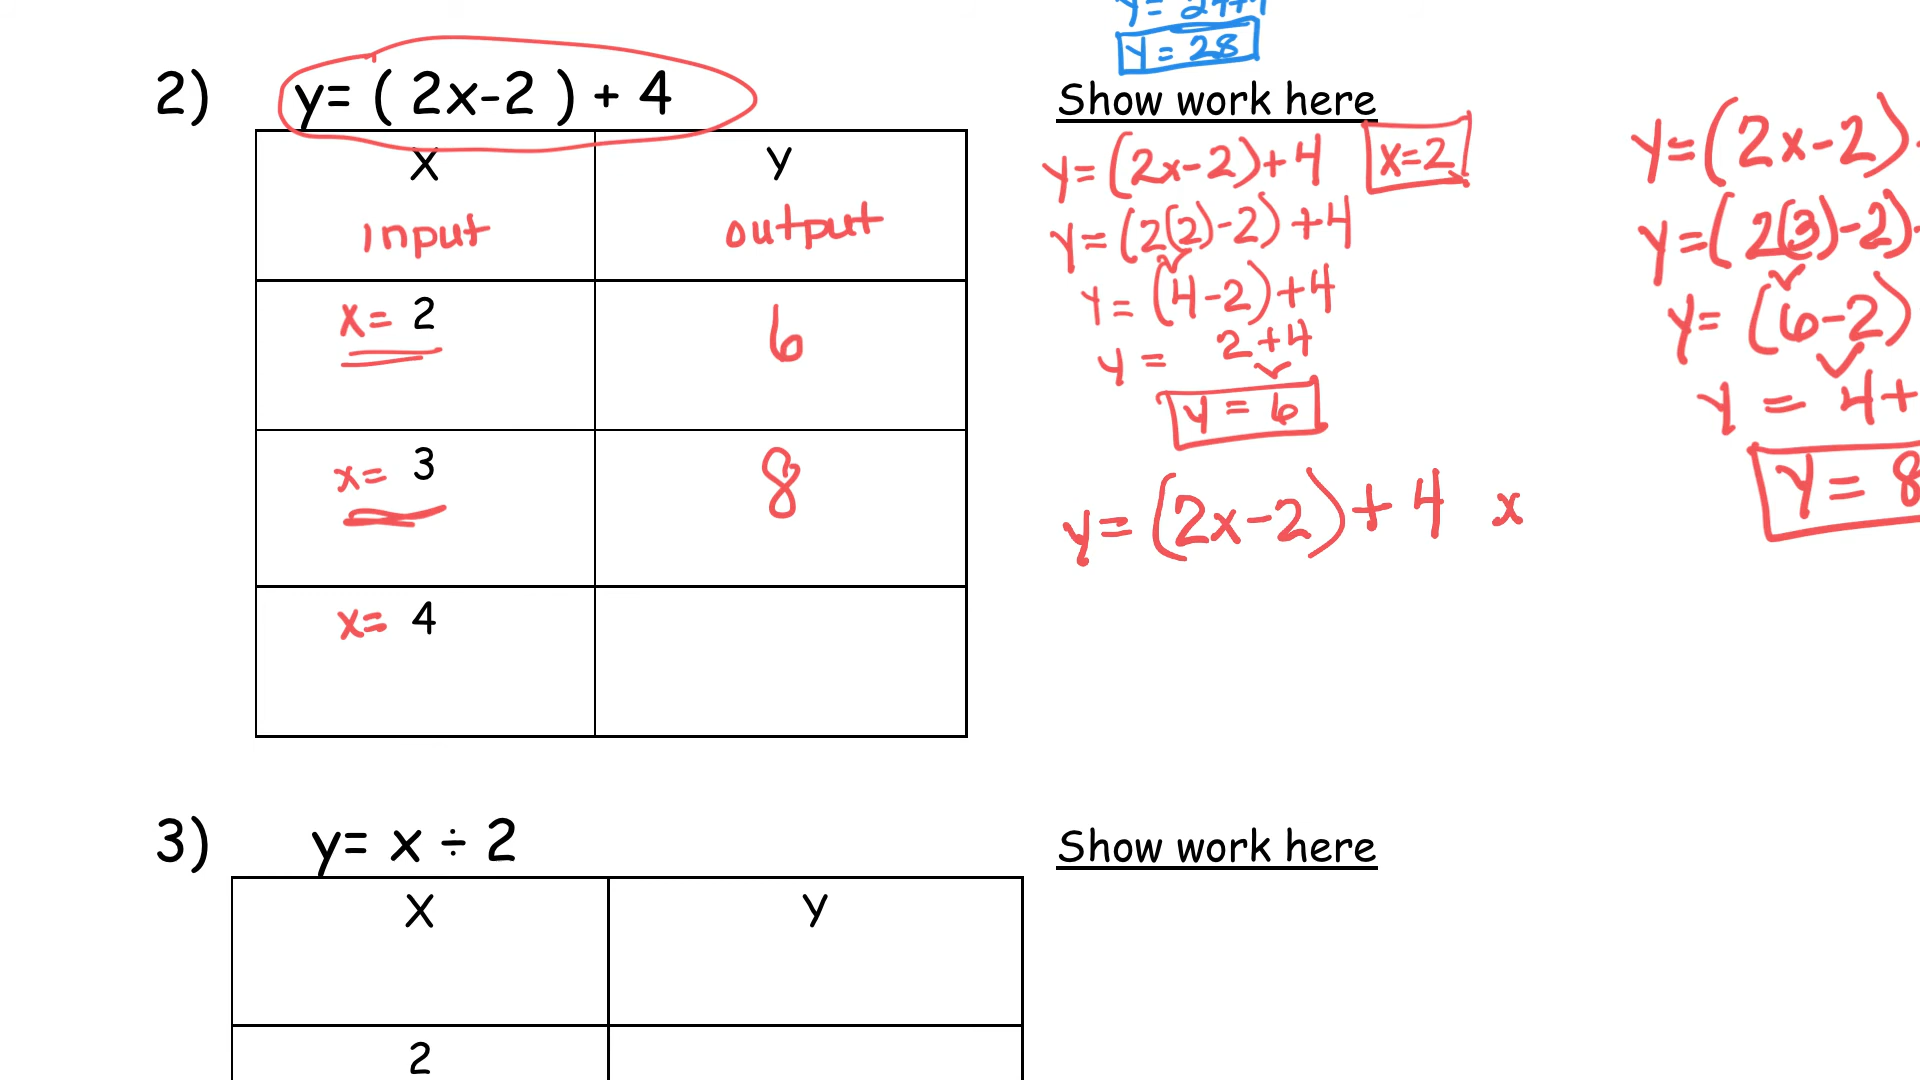 y = 24+4
y = 28
2) y= ( 2x-2 ) + 4
Show work here
X Y
input output
x= 2 6
x= 3 8
x= 4
y=(2x-2)+4 x=2
y=(2(2)-2)+4
y= (4-2)+4
y = 2+4
y = 6
y=(2x-2)+4 x
y=(2x-2)
y=(2(3)-2)
y= (6-2)
y = 4+
y = 8
3) y= x ÷ 2
Show work here
X Y
2